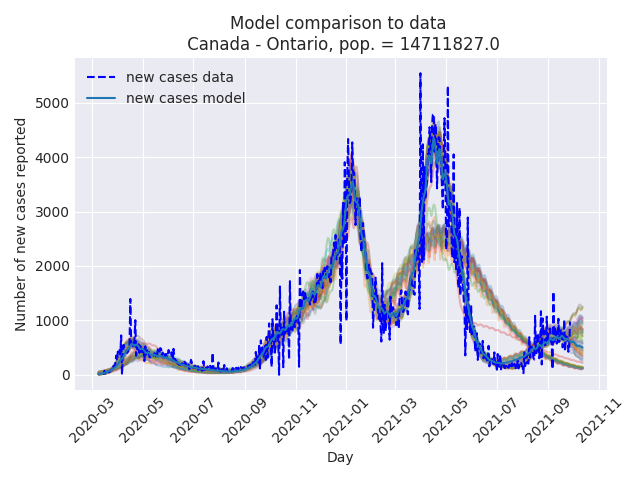 Model comparison to data
Canada - Ontario, pop. = 14711827.0
new cases data
new cases model
Number of new cases reported
5000
4000
3000
2000
1000
0
2020-03
2020-05
2020-07
2020-09
2020-11
2021-01
2021-03
2021-05
2021-07
2021-09
2021-11
Day